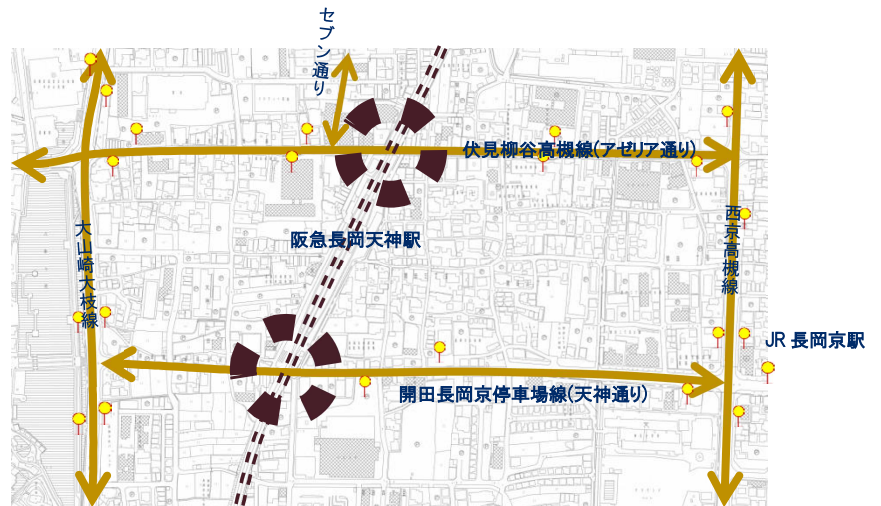 セブン通り
伏見柳谷高槻線(アゼリア通り)
阪急長岡天神駅
大山崎大枝線
西京高槻線
JR 長岡京駅
開田長岡京停車場線(天神通り)